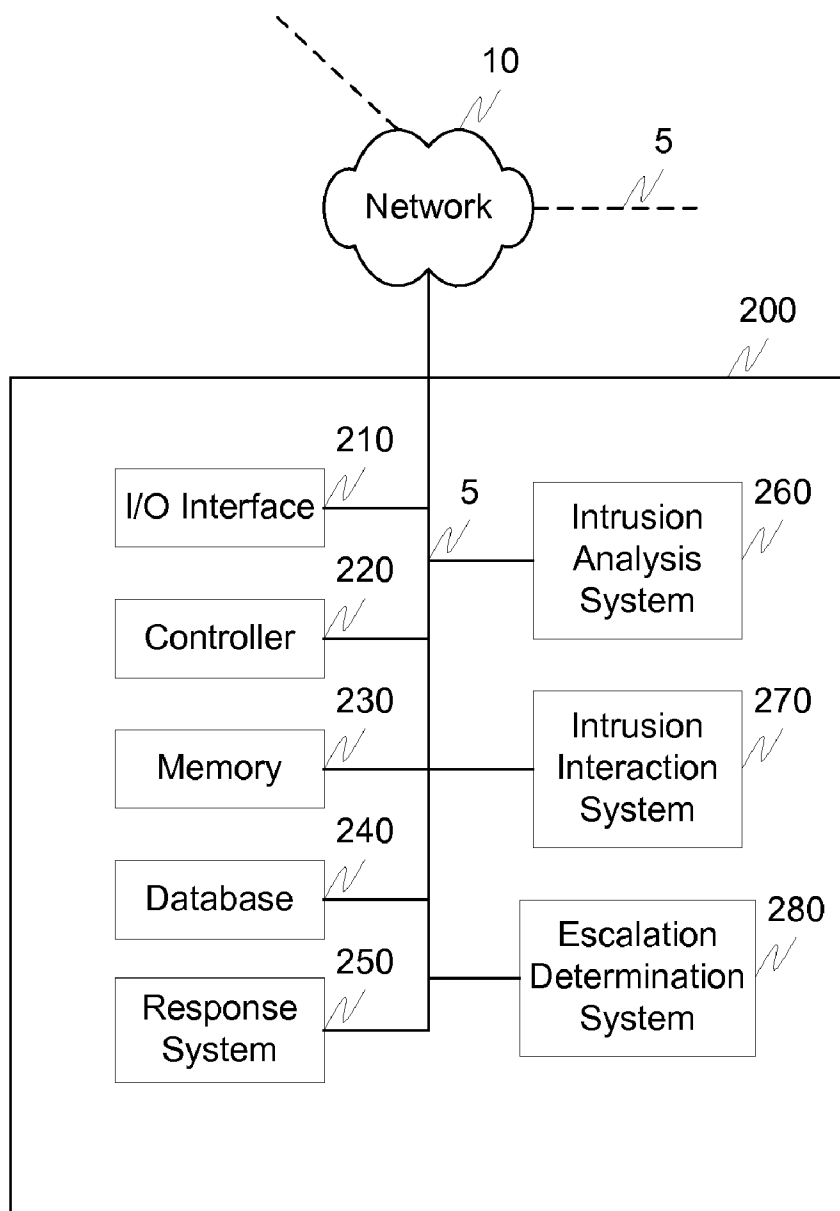 10
5
Network
200
210
I/O Interface
5
260
Intrusion
Analysis
System
220
Controller
230
Memory
270
Intrusion
Interaction
System
240
Database
280
Escalation
Determination
System
250
Response
System